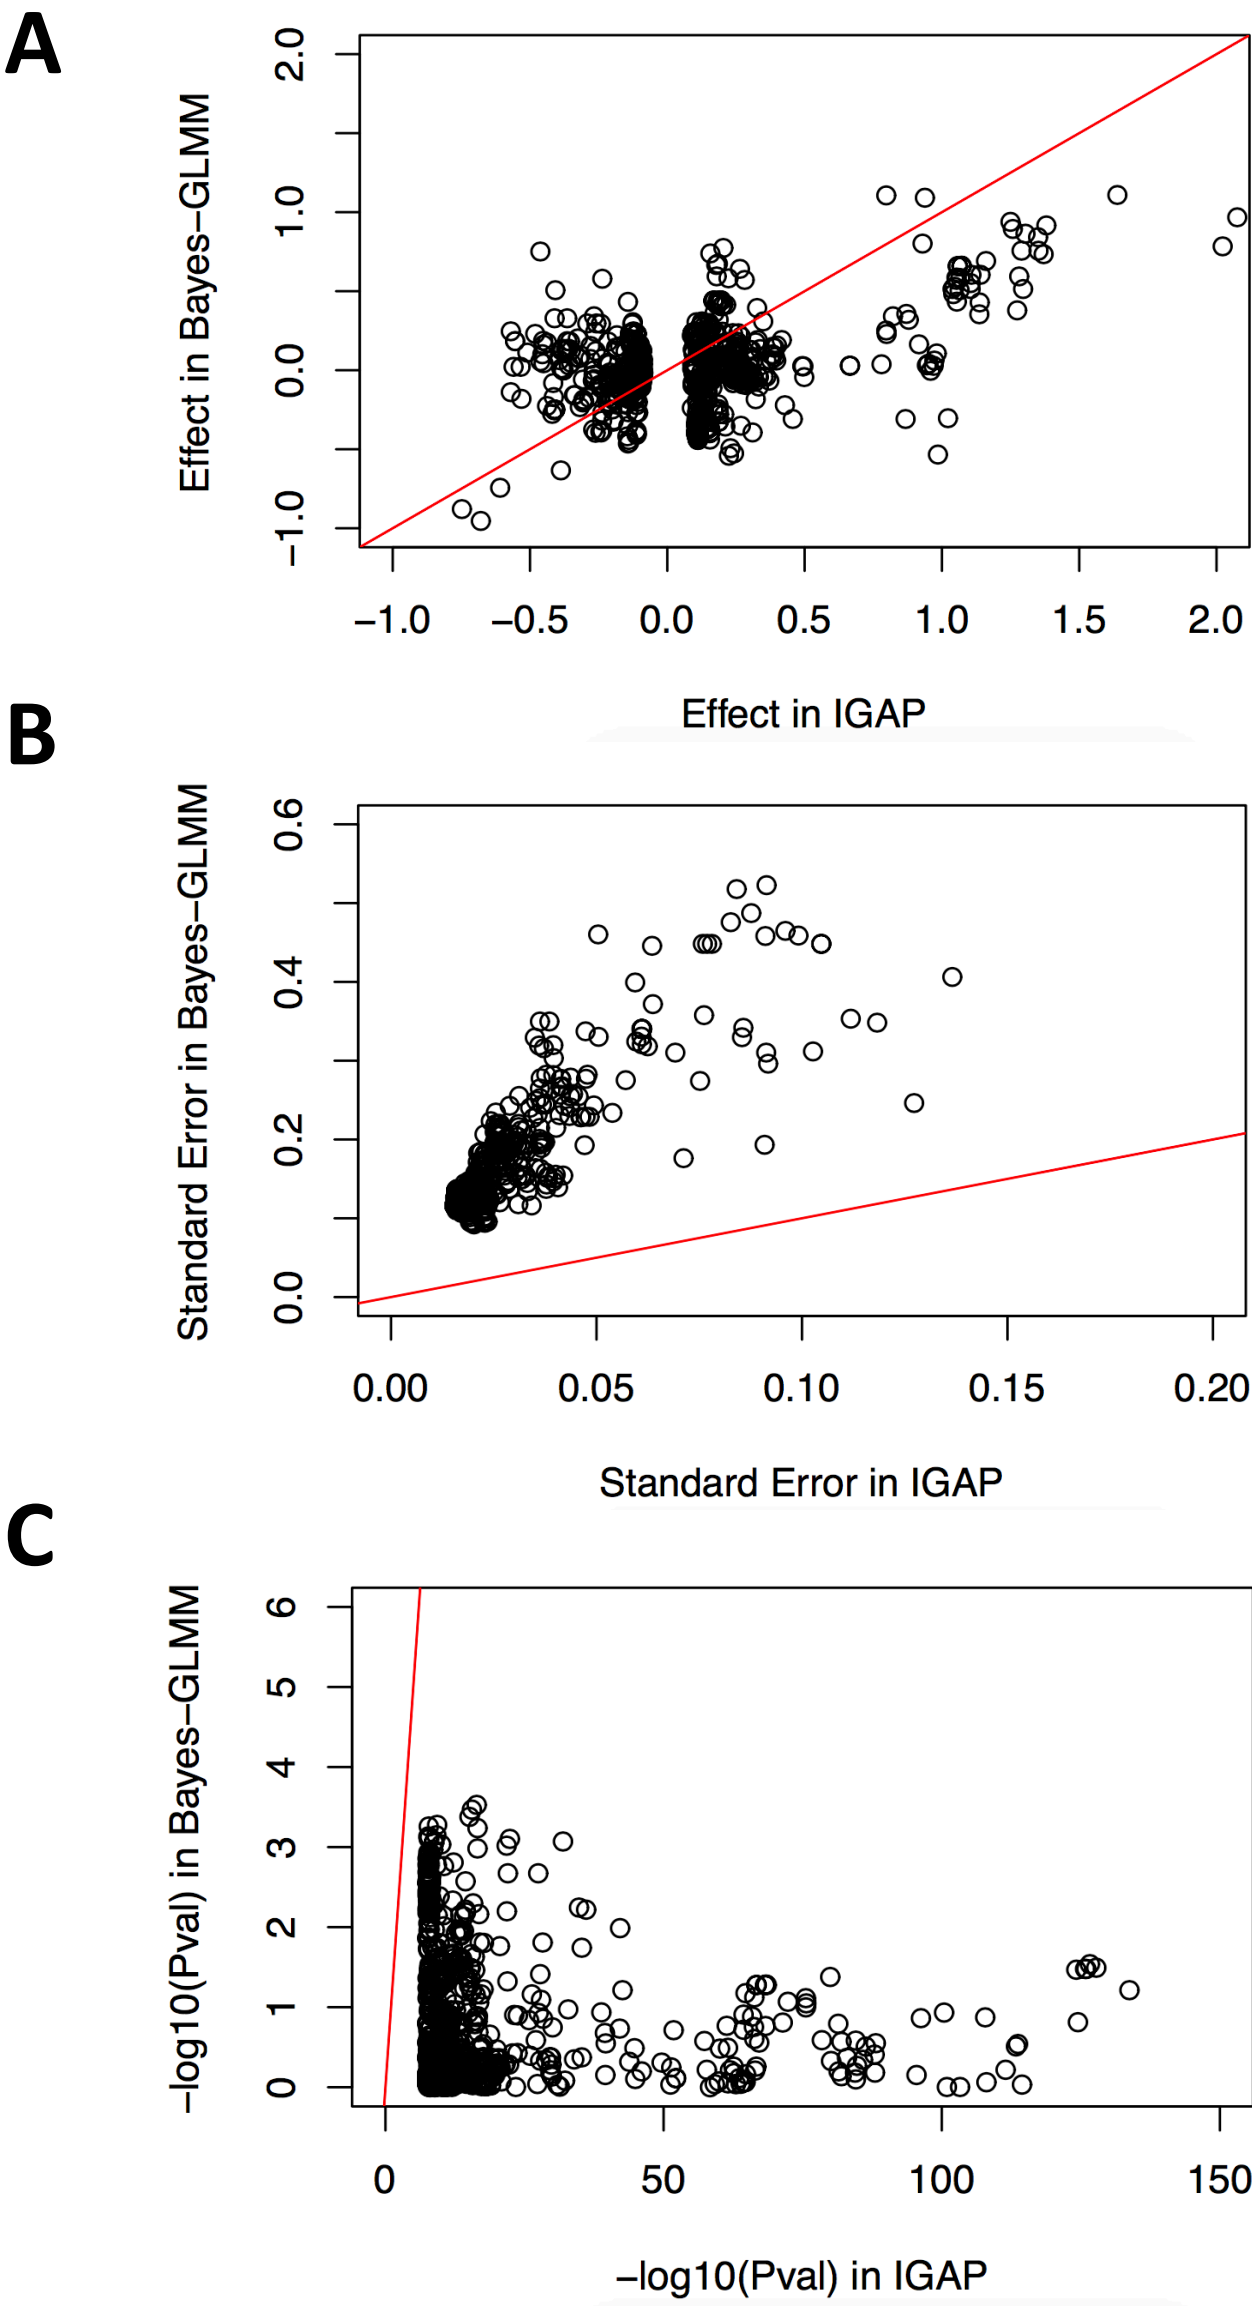 A
Effect in Bayes−GLMM
2.0
1.0
0.0
−1.0
−1.0 −0.5 0.0 0.5 1.0 1.5 2.0
Effect in IGAP
B
Standard Error in Bayes−GLMM
0.6
0.4
0.2
0.0
0.00 0.05 0.10 0.15 0.20
Standard Error in IGAP
C
−log10(Pval) in Bayes−GLMM
6
5
4
3
2
1
0
0 50 100 150
−log10(Pval) in IGAP